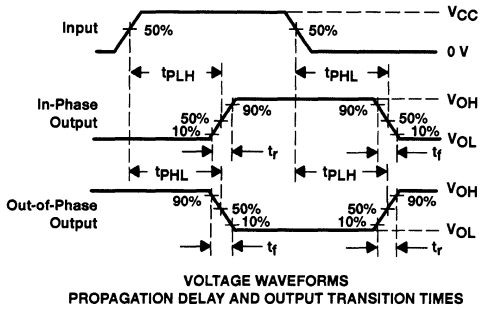 Input
50%
50%
VCC
0 V
tPLH
tPHL
In-Phase
Output
50%
10%
90%
90%
50%
10%
VOH
VOL
tr
tf
tPHL
tPLH
Out-of-Phase
Output
90%
50%
10%
50%
10%
90%
VOH
VOL
tf
tr
VOLTAGE WAVEFORMS
PROPAGATION DELAY AND OUTPUT TRANSITION TIMES